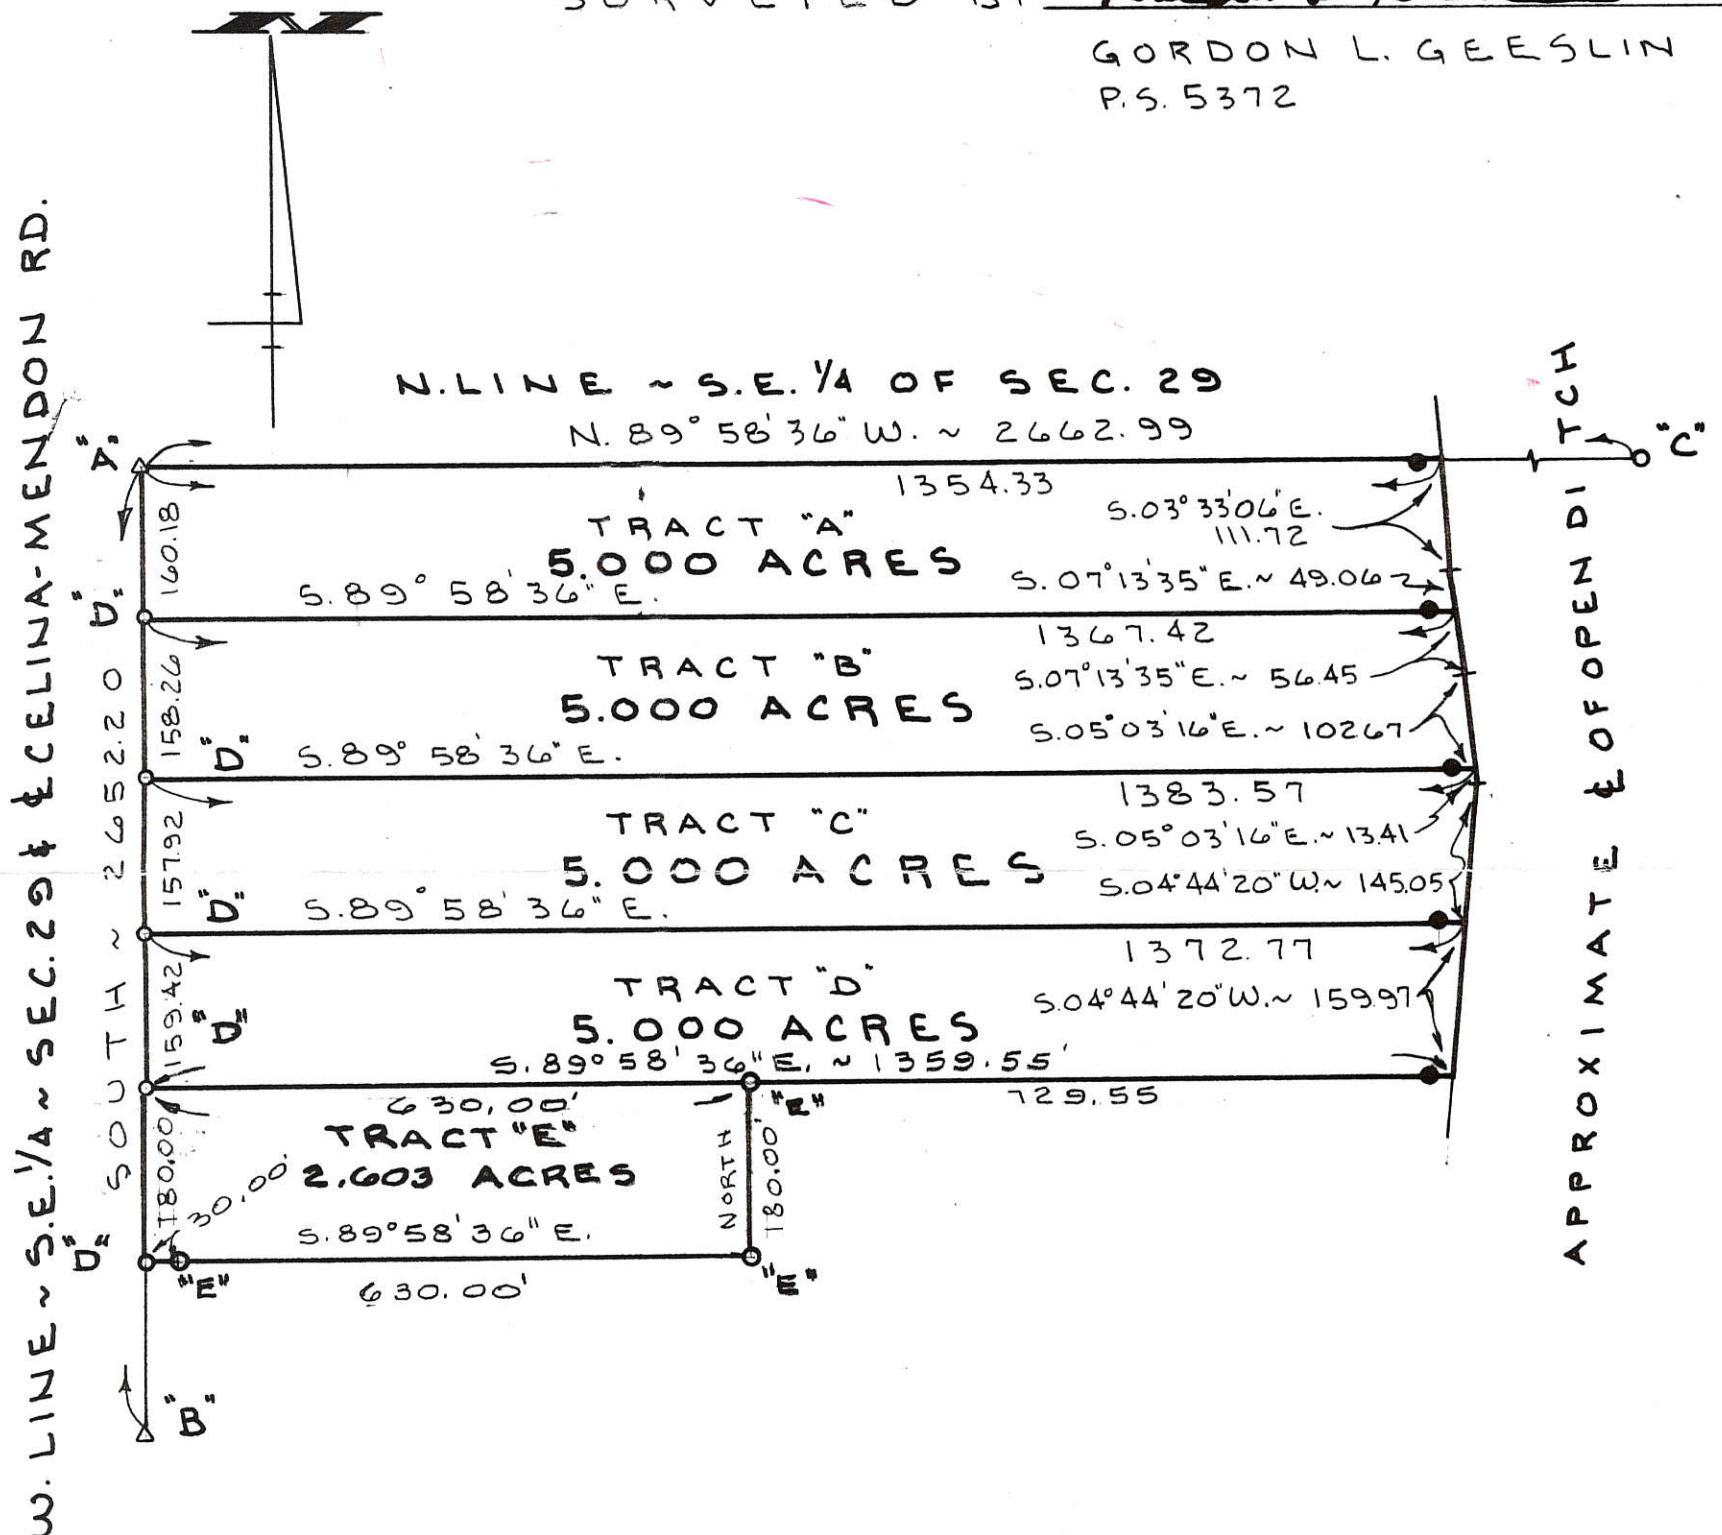 N
SURVEYED BY
GORDON L. GEESLIN
P.S. 5372
W. LINE ~ S.E. 1/4 ~ SEC. 29 & ℄ CELINA-MENDON RD.
SOUTH ~ 2652.20
N. LINE ~ S.E. 1/4 OF SEC. 29
N. 89° 58' 36" W. ~ 2662.99
"A"
"C"
1354.33
160.18
TRACT "A"
5.000 ACRES
S.03°33'06"E.
111.72
S.07°13'35"E.~ 49.06
"D"
S.89° 58' 36" E.
1367.42
158.26
TRACT "B"
5.000 ACRES
S.07°13'35"E.~ 56.45
S.05°03'16"E.~ 102.67
"D"
S.89° 58' 36" E.
1383.57
157.92
TRACT "C"
5.000 ACRES
S.05°03'16"E.~ 13.41
S.04°44'20"W~ 145.05
"D"
S.89° 58' 36" E.
1372.77
159.42
TRACT "D"
5.000 ACRES
S.04°44'20"W.~ 159.97
"D"
S.89°58'36"E. ~ 1359.55'
630.00'
"E"
729.55
180.00
TRACT "E"
2.603 ACRES
30.00'
NORTH
180.00'
S.89°58'36" E.
"D"
"E"
630.00'
"E"
"B"
APPROXIMATE ℄ OF OPEN DITCH